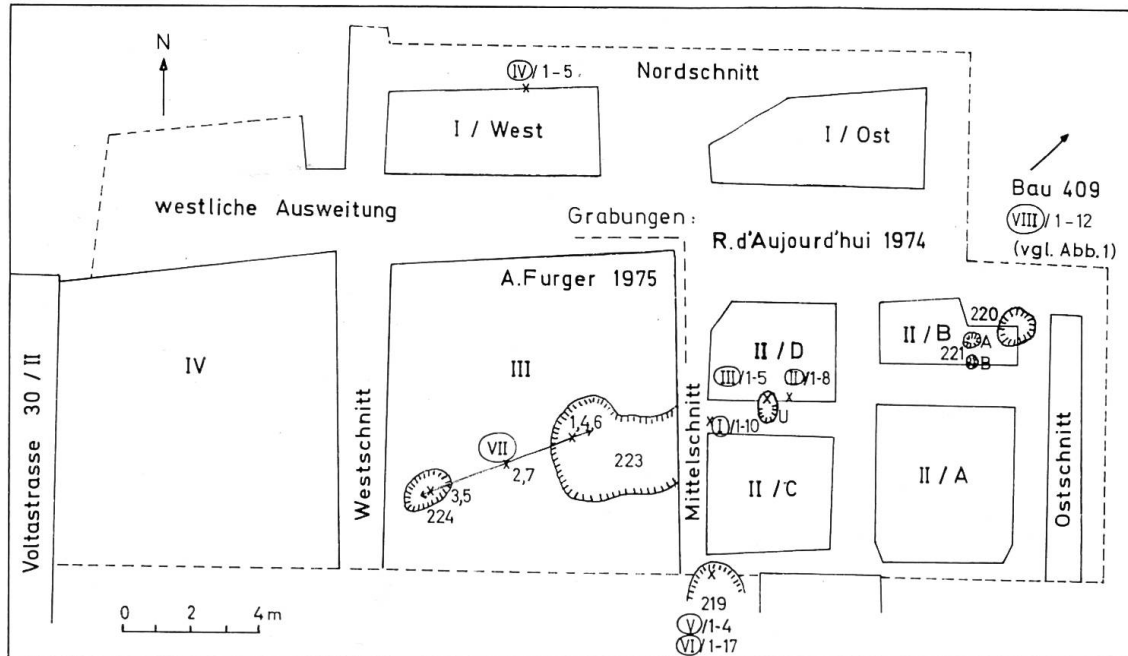 N
IV/1-5
Nordschnitt
I / West
I / Ost
Bau 409
VIII/1-12
(vgl. Abb.1)
westliche Ausweitung
Grabungen:
R.d'Aujourd'hui 1974
A.Furger 1975
220
II / B
A
221
B
II / D
III/1-5
II/1-8
U
I/1-10
IV
III
1,4,6
VII
2,7
223
3,5
224
II / C
II / A
Voltastrasse 30 / II
Westschnitt
Mittelschnitt
Ostschnitt
0 2 4 m
219
V/1-4
VI/1-17